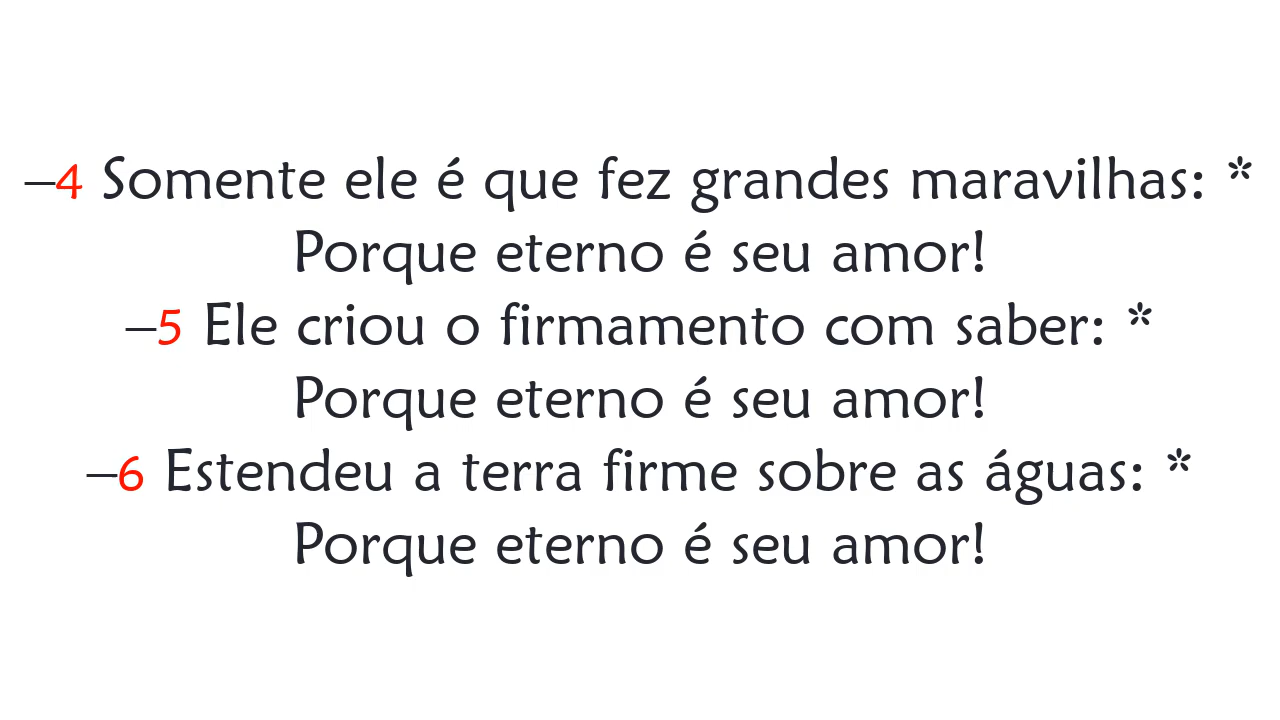 –4 Somente ele é que fez grandes maravilhas: *
Porque eterno é seu amor!
–5 Ele criou o firmamento com saber: *
Porque eterno é seu amor!
–6 Estendeu a terra firme sobre as águas: *
Porque eterno é seu amor!